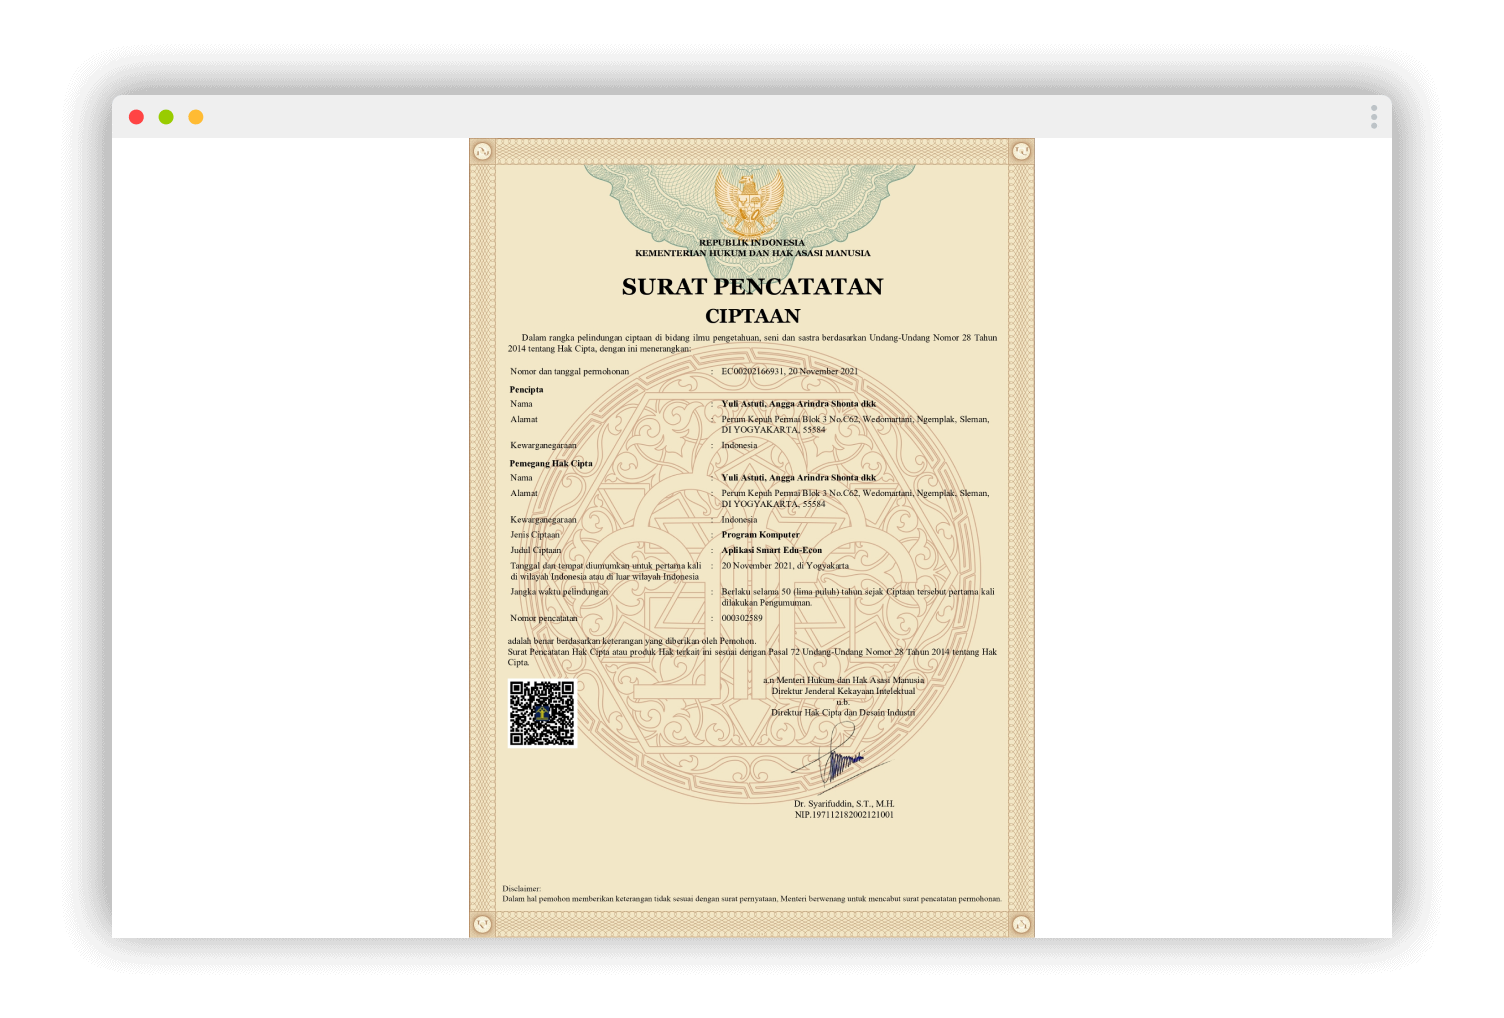 REPUBLIK INDONESIA
KEMENTERIAN HUKUM DAN HAK ASASI MANUSIA
SURAT PENCATATAN
CIPTAAN
Dalam rangka pelindungan ciptaan di bidang ilmu pengetahuan, seni dan sastra berdasarkan Undang-Undang Nomor 28 Tahun
2014 tentang Hak Cipta, dengan ini menerangkan:
Nomor dan tanggal permohonan : EC00202166931, 20 November 2021
Pencipta
Nama : Yuli Astuti, Angga Arindra Shonta dkk
Alamat : Perum Kepuh Permai Blok 3 No.C62, Wedomartani, Ngemplak, Sleman,
DI YOGYAKARTA, 55584
Kewarganegaraan : Indonesia
Pemegang Hak Cipta
Nama : Yuli Astuti, Angga Arindra Shonta dkk
Alamat : Perum Kepuh Permai Blok 3 No.C62, Wedomartani, Ngemplak, Sleman,
DI YOGYAKARTA, 55584
Kewarganegaraan : Indonesia
Jenis Ciptaan : Program Komputer
Judul Ciptaan : Aplikasi Smart Edu-Econ
Tanggal dan tempat diumumkan untuk pertama kali : 20 November 2021, di Yogyakarta
di wilayah Indonesia atau di luar wilayah Indonesia
Jangka waktu pelindungan : Berlaku selama 50 (lima puluh) tahun sejak Ciptaan tersebut pertama kali
dilakukan Pengumuman.
Nomor pencatatan : 000302589
adalah benar berdasarkan keterangan yang diberikan oleh Pemohon.
Surat Pencatatan Hak Cipta atau produk Hak terkait ini sesuai dengan Pasal 72 Undang-Undang Nomor 28 Tahun 2014 tentang Hak
Cipta.
a.n Menteri Hukum dan Hak Asasi Manusia
Direktur Jenderal Kekayaan Intelektual
u.b.
Direktur Hak Cipta dan Desain Industri
Dr. Syarifuddin, S.T., M.H.
NIP.197112182002121001
Disclaimer:
Dalam hal pemohon memberikan keterangan tidak sesuai dengan surat pernyataan, Menteri berwenang untuk mencabut surat pencatatan permohonan.